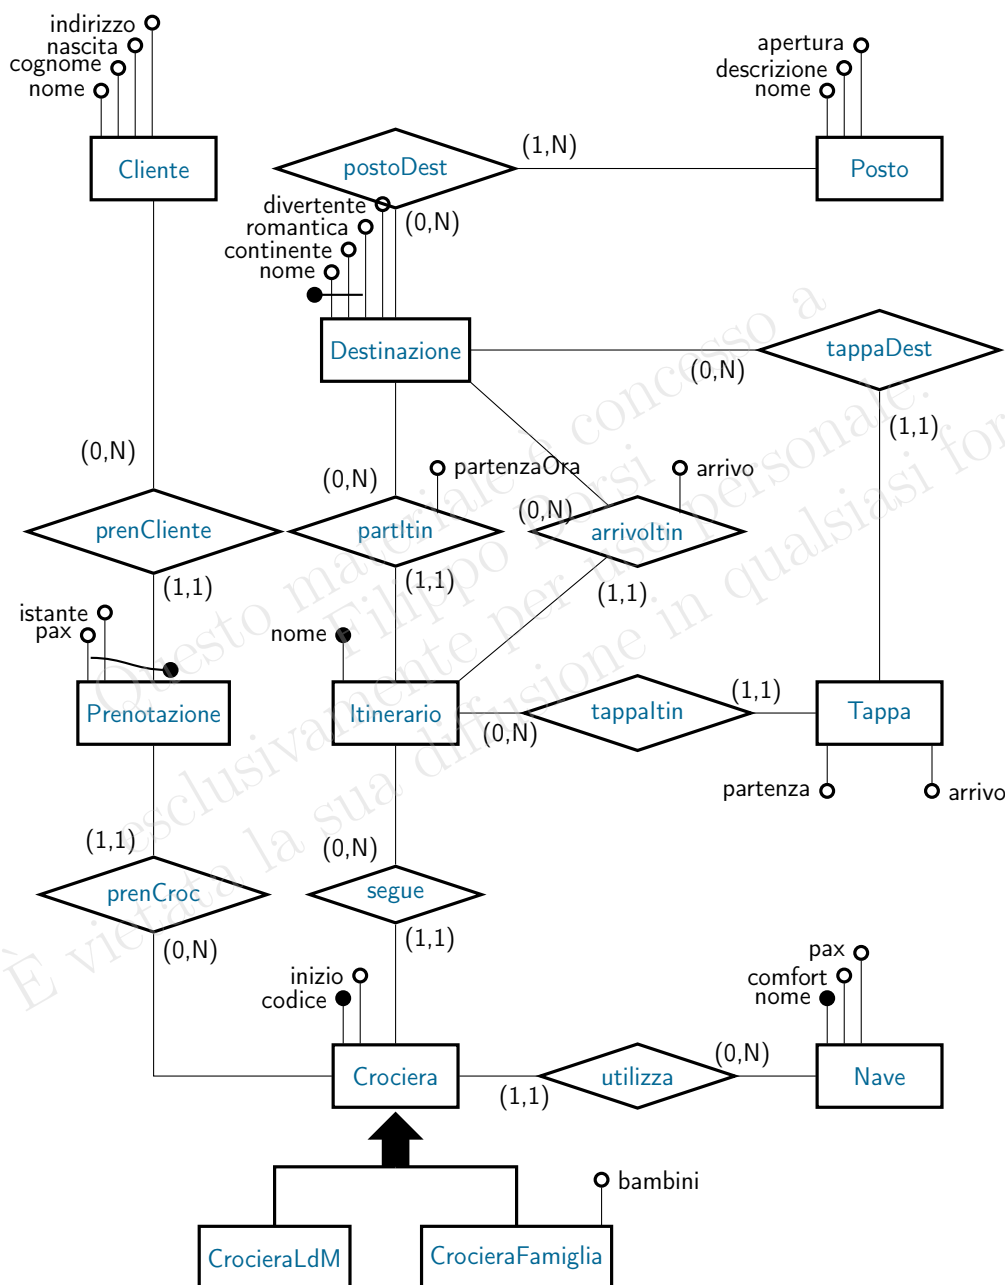 indirizzo
nascita
cognome
nome
Cliente
apertura
descrizione
nome
Posto
postoDest
(1,N)
(0,N)
divertente
romantica
continente
nome
Destinazione
(0,N)
tappaDest
(1,1)
(0,N)
prenCliente
(1,1)
(0,N)
partenzaOra
partItin
(1,1)
arrivo
(0,N)
arrivoItin
(1,1)
istante
pax
Prenotazione
nome
Itinerario
(0,N)
tappaItin
(1,1)
Tappa
partenza
arrivo
(1,1)
prenCroc
(0,N)
(0,N)
segue
(1,1)
inizio
codice
Crociera
(1,1)
utilizza
(0,N)
pax
comfort
nome
Nave
bambini
CrocieraLdM
CrocieraFamiglia
Questo materiale è concesso a
Filippo Borsi
esclusivamente per uso personale.
È vietata la sua diffusione in qualsiasi for